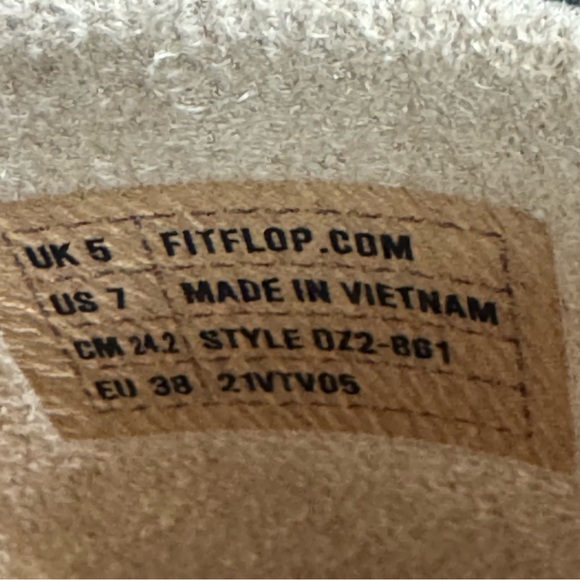 UK 5 FITFLOP.COM
US 7 MADE IN VIETNAM
CM 24.2 STYLE DZ2-861
EU 38 21VTV05